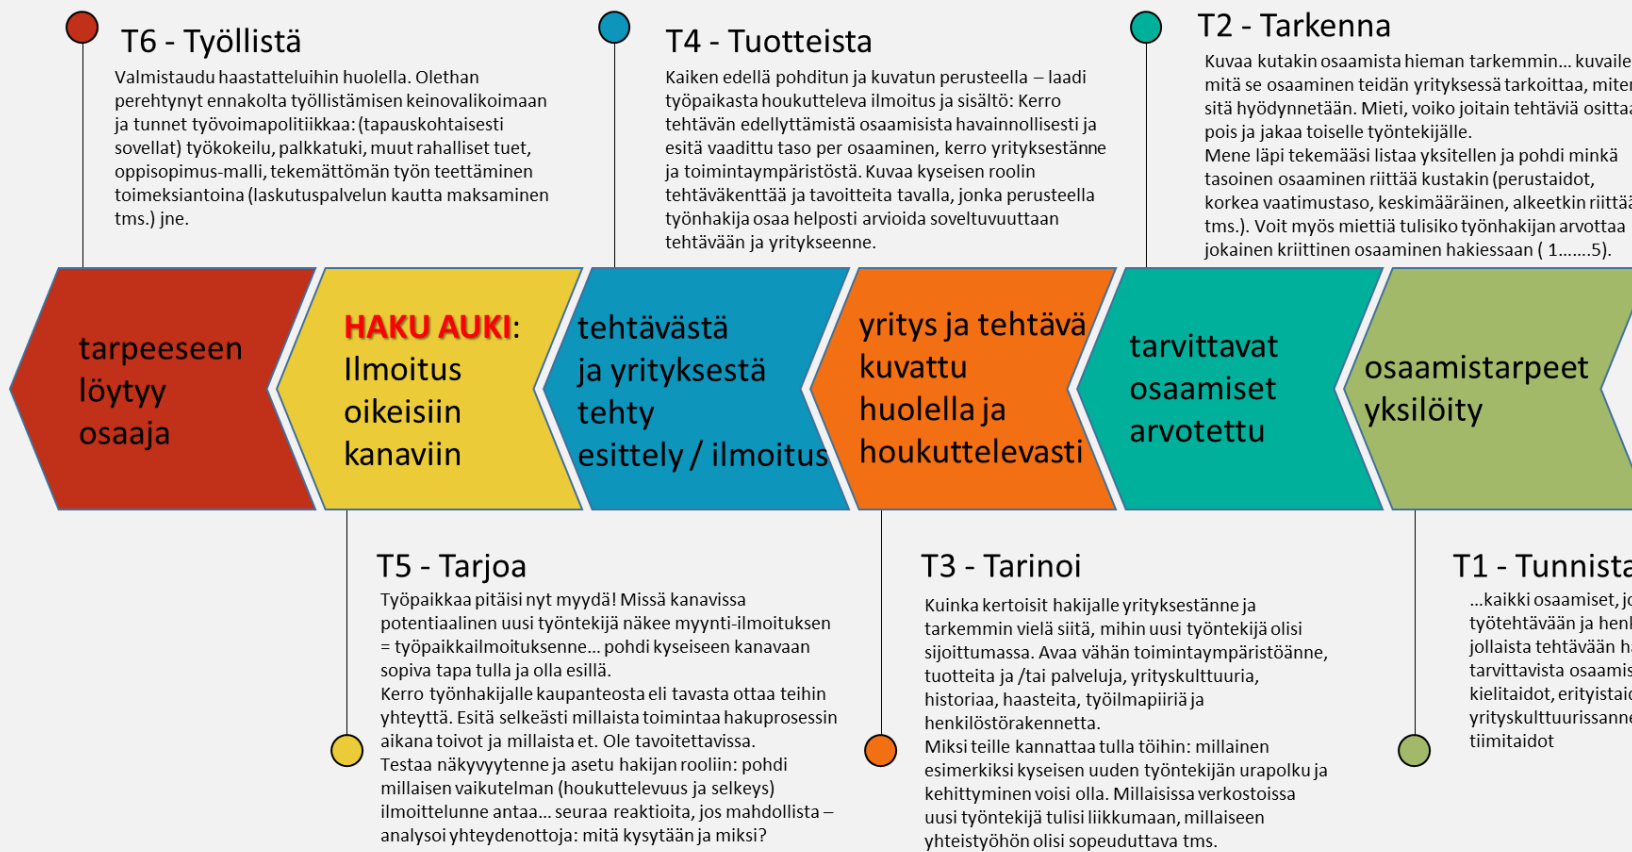 T6 - Työllistä
Valmistaudu haastatteluihin huolella. Olethan
perehtynyt ennakolta työllistämisen keinovalikoimaan
ja tunnet työvoimapolitiikkaa: (tapauskohtaisesti
sovellat) työkokeilu, palkkatuki, muut rahalliset tuet,
oppisopimus-malli, tekemättömän työn teettäminen
toimeksiantoina (laskutuspalvelun kautta maksaminen
tms.) jne.
T4 - Tuotteista
Kaiken edellä pohditun ja kuvatun perusteella – laadi
työpaikasta houkutteleva ilmoitus ja sisältö: Kerro
tehtävän edellyttämistä osaamisista havainnollisesti ja
esitä vaadittu taso per osaaminen, kerro yrityksestänne
ja toimintaympäristöstä. Kuvaa kyseisen roolin
tehtäväkenttää ja tavoitteita tavalla, jonka perusteella
työnhakija osaa helposti arvioida soveltuvuuttaan
tehtävään ja yritykseenne.
T2 - Tarkenna
Kuvaa kutakin osaamista hieman tarkemmin... kuvaile
mitä se osaaminen teidän yrityksessä tarkoittaa, miten
sitä hyödynnetään. Mieti, voiko joitain tehtäviä osittaa
pois ja jakaa toiselle työntekijälle.
Mene läpi tekemääsi listaa yksitellen ja pohdi minkä
tasoinen osaaminen riittää kustakin (perustaidot,
korkea vaatimustaso, keskimääräinen, alkeetkin riittää
tms.). Voit myös miettiä tulisiko työnhakijan arvottaa
jokainen kriittinen osaaminen hakiessaan ( 1.......5).
tarpeeseen
löytyy
osaaja
HAKU AUKI:
Ilmoitus
oikeisiin
kanaviin
tehtävästä
ja yrityksestä
tehty
esittely / ilmoitus
yritys ja tehtävä
kuvattu
huolella ja
houkuttelevasti
tarvittavat
osaamiset
arvotettu
osaamistarpeet
yksilöity
T5 - Tarjoa
Työpaikkaa pitäisi nyt myydä! Missä kanavissa
potentiaalinen uusi työntekijä näkee myynti-ilmoituksen
= työpaikkailmoituksenne... pohdi kyseiseen kanavaan
sopiva tapa tulla ja olla esillä.
Kerro työnhakijalle kaupanteosta eli tavasta ottaa teihin
yhteyttä. Esitä selkeästi millaista toimintaa hakuprosessin
aikana toivot ja millaista et. Ole tavoitettavissa.
Testaa näkyvyytenne ja asetu hakijan rooliin: pohdi
millaisen vaikutelman (houkuttelevuus ja selkeys)
ilmoittelunne antaa... seuraa reaktioita, jos mahdollista –
analysoi yhteydenottoja: mitä kysytään ja miksi?
T3 - Tarinoi
Kuinka kertoisit hakijalle yrityksestänne ja
tarkemmin vielä siitä, mihin uusi työntekijä olisi
sijoittumassa. Avaa vähän toimintaympäristöänne,
tuotteita ja /tai palveluja, yrityskulttuuria,
historiaa, haasteita, työilmapiiriä ja
henkilöstörakennetta.
Miksi teille kannattaa tulla töihin: millainen
esimerkiksi kyseisen uuden työntekijän urapolku ja
kehittyminen voisi olla. Millaisissa verkostoissa
uusi työntekijä tulisi liikkumaan, millaiseen
yhteistyöhön olisi sopeuduttava tms.
T1 - Tunnista
...kaikki osaamiset,
työtehtävään ja
jollaista tehtävään
tarvittavista
kielitaidot,
yrityskulttuurissanne
tiimitaidot